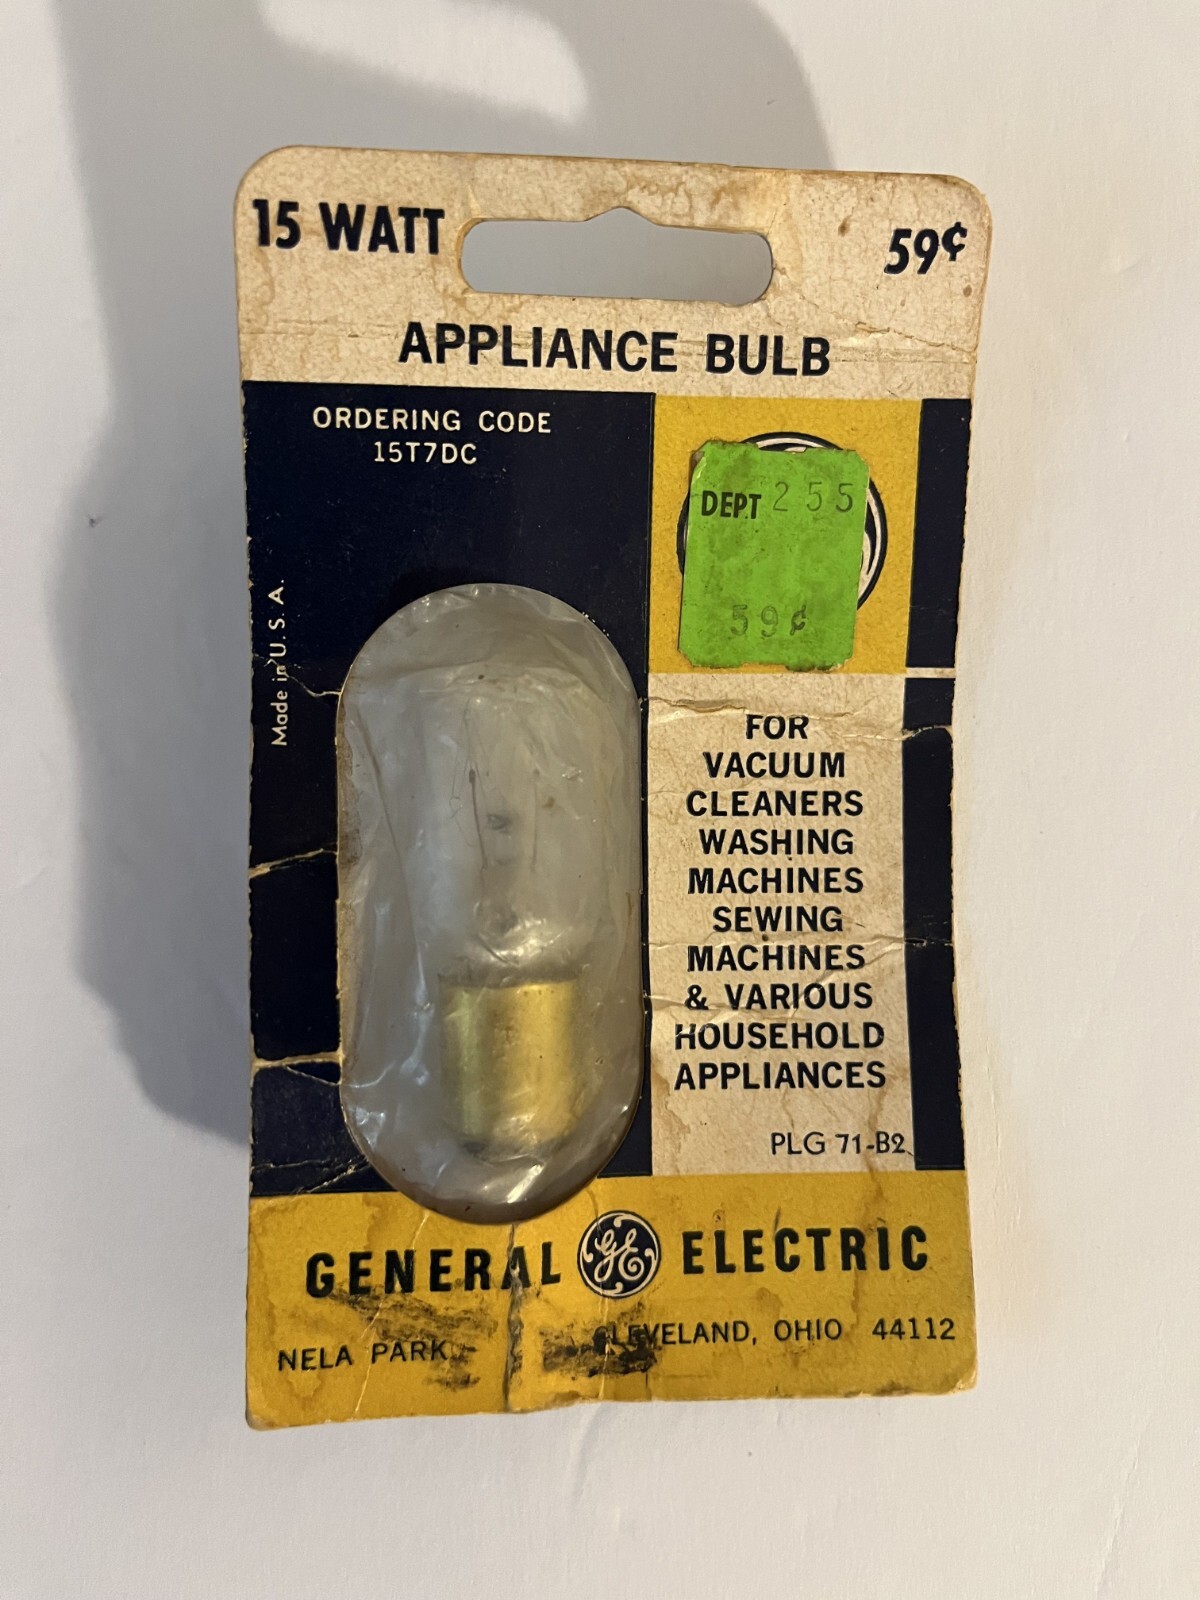 15 WATT
59¢
APPLIANCE BULB
ORDERING CODE
15T7DC
DEPT 255
59¢
Made in U.S.A.
FOR
VACUUM
CLEANERS
WASHING
MACHINES
SEWING
MACHINES
& VARIOUS
HOUSEHOLD
APPLIANCES
PLG 71-B2
GENERAL GE ELECTRIC
NELA PARK CLEVELAND, OHIO 44112